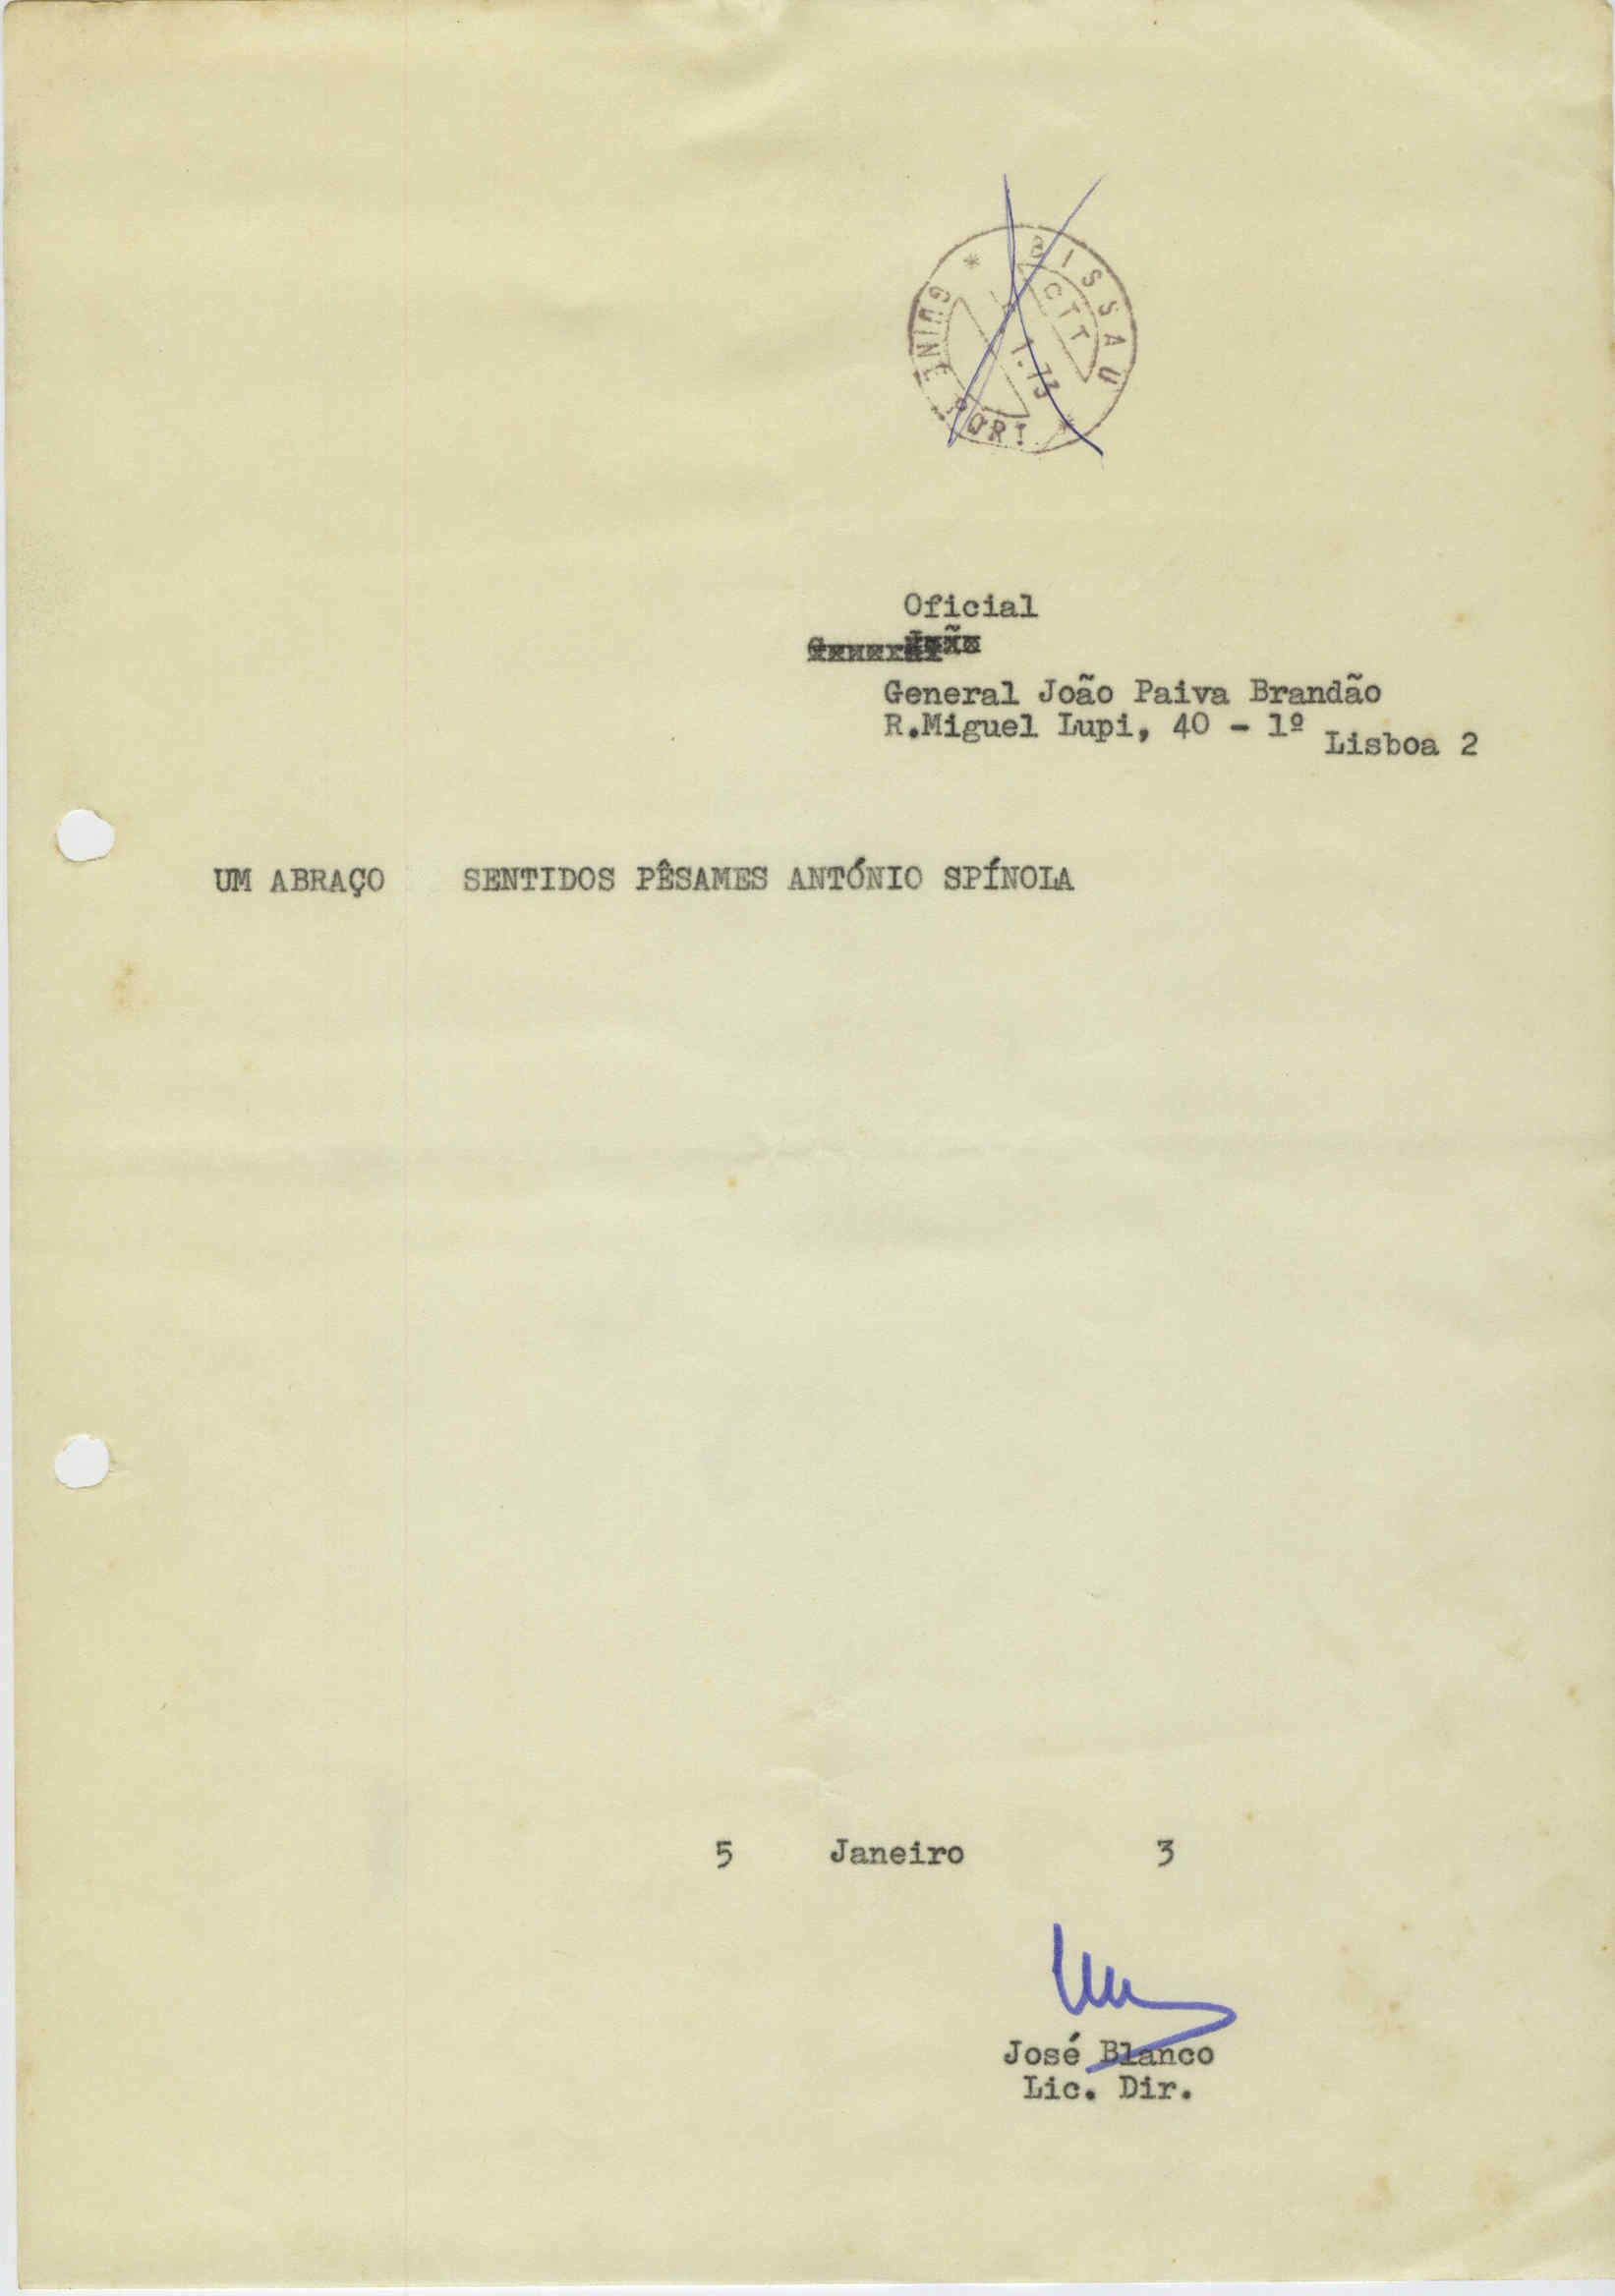 BISSAU
CTT
1.73
GUINE PORT.
Oficial
General João Paiva Brandão
R.Miguel Lupi, 40 - 1º Lisboa 2
UM ABRAÇO SENTIDOS PÊSAMES ANTÓNIO SPÍNOLA
5 Janeiro 3
José Blanco
Lic. Dir.